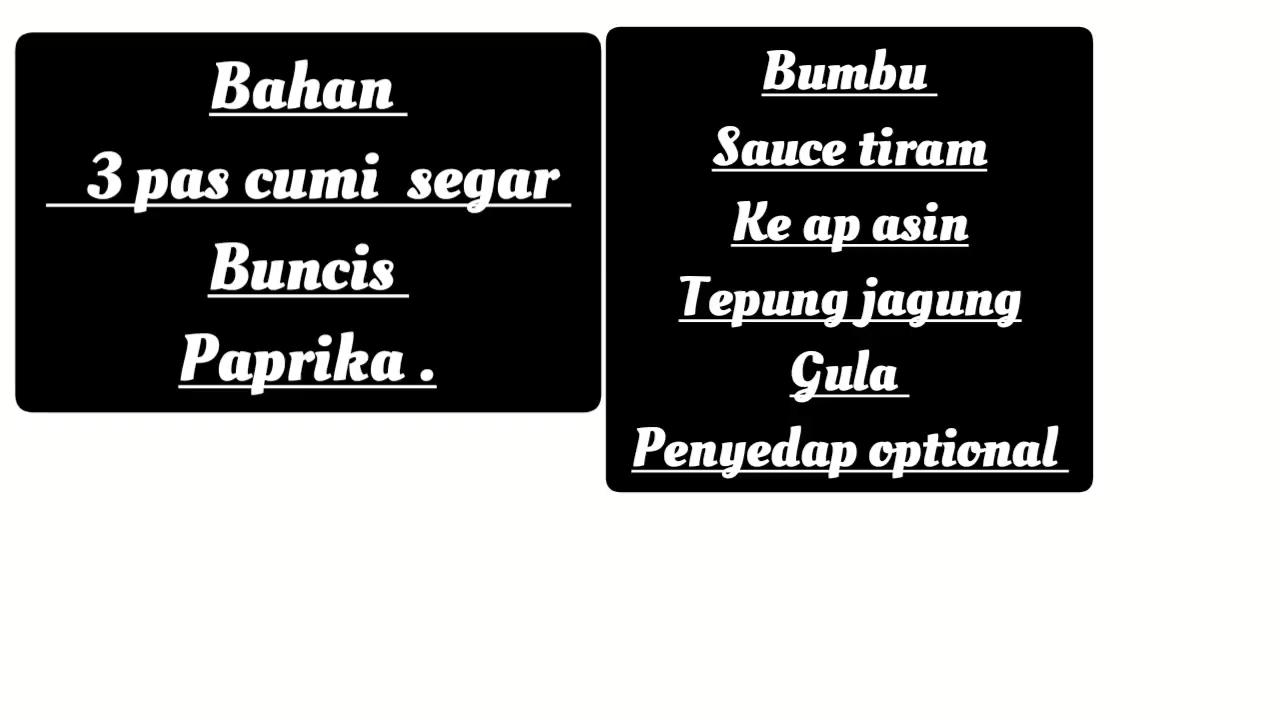 Bahan
3 pas cumi segar
Buncis
Paprika .
Bumbu
Sauce tiram
Ke ap asin
Tepung jagung
Gula
Penyedap optional